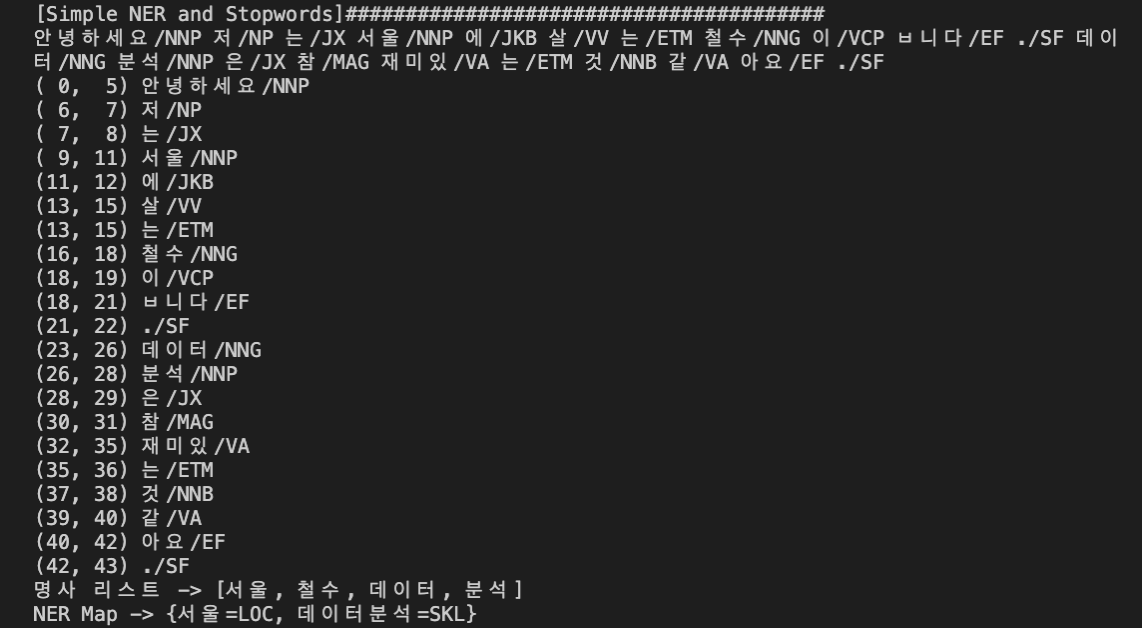 [Simple NER and Stopwords]########################################
안녕하세요/NNP 저/NP 는/JX 서울/NNP 에/JKB 살/VV 는/ETM 철수/NNG 이/VCP ㅂ니다/EF ./SF 데이
터/NNG 분석/NNP 은/JX 참/MAG 재미있/VA 는/ETM 것/NNB 같/VA 아요/EF ./SF
( 0,  5) 안녕하세요/NNP
( 6,  7) 저/NP
( 7,  8) 는/JX
( 9, 11) 서울/NNP
(11, 12) 에/JKB
(13, 15) 살/VV
(13, 15) 는/ETM
(16, 18) 철수/NNG
(18, 19) 이/VCP
(18, 21) ㅂ니다/EF
(21, 22) ./SF
(23, 26) 데이터/NNG
(26, 28) 분석/NNP
(28, 29) 은/JX
(30, 31) 참/MAG
(32, 35) 재미있/VA
(35, 36) 는/ETM
(37, 38) 것/NNB
(39, 40) 같/VA
(40, 42) 아요/EF
(42, 43) ./SF
명사 리스트 -> [서울, 철수, 데이터, 분석]
NER Map -> {서울=LOC, 데이터분석=SKL}